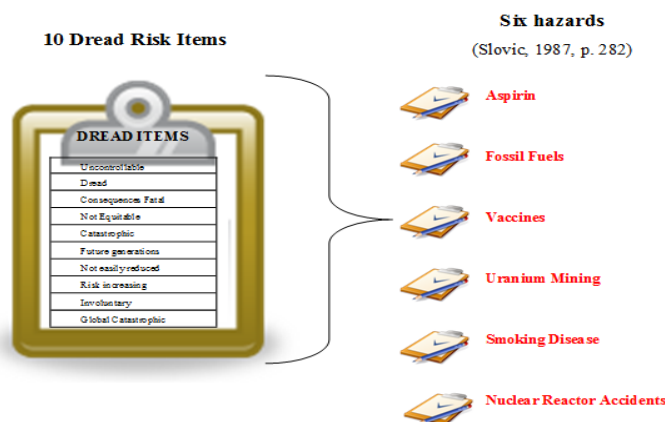 10 Dread Risk Items
DREAD ITEMS
Uncontrollable
Dread
Consequences Fatal
Not Equitable
Catastrophic
Future generations
Not easily reduced
Risk increasing
Involuntary
Global Catastrophic
Six hazards
(Slovic, 1987, p. 282)
Aspirin
Fossil Fuels
Vaccines
Uranium Mining
Smoking Disease
Nuclear Reactor Accidents